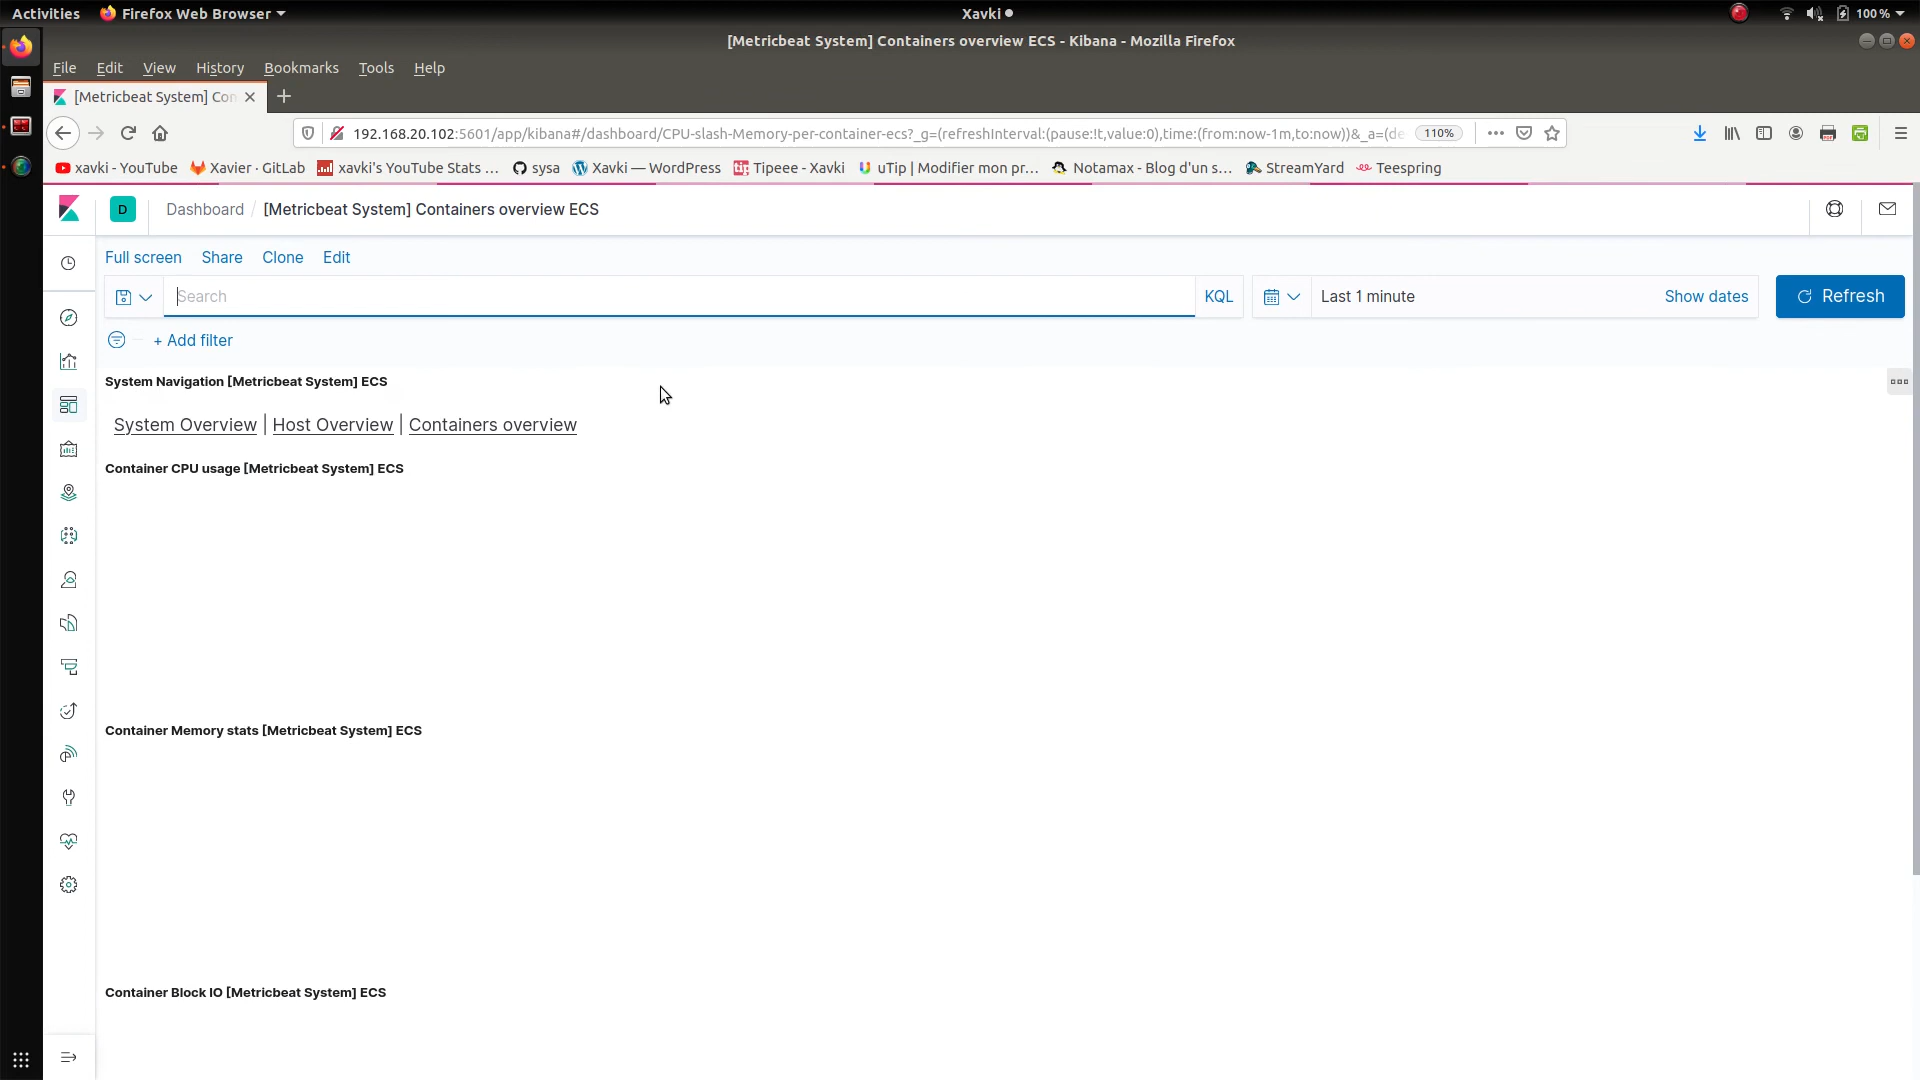 Activities
Firefox Web Browser
Xavki
100 %
[Metricbeat System] Containers overview ECS - Kibana - Mozilla Firefox
File Edit View History Bookmarks Tools Help
[Metricbeat System] Con
192.168.20.102:5601/app/kibana#/dashboard/CPU-slash-Memory-per-container-ecs?_g=(refreshInterval:(pause:!t,value:0),time:(from:now-1m,to:now))&_a=(de
110%
xavki - YouTube
Xavier · GitLab
xavki's YouTube Stats ...
sysa
Xavki — WordPress
Tipeee - Xavki
uTip | Modifier mon pr...
Notamax - Blog d'un s...
StreamYard
Teespring
D
Dashboard / [Metricbeat System] Containers overview ECS
Full screen Share Clone Edit
Search
KQL
Last 1 minute
Show dates
Refresh
+ Add filter
System Navigation [Metricbeat System] ECS
System Overview | Host Overview | Containers overview
Container CPU usage [Metricbeat System] ECS
Container Memory stats [Metricbeat System] ECS
Container Block IO [Metricbeat System] ECS